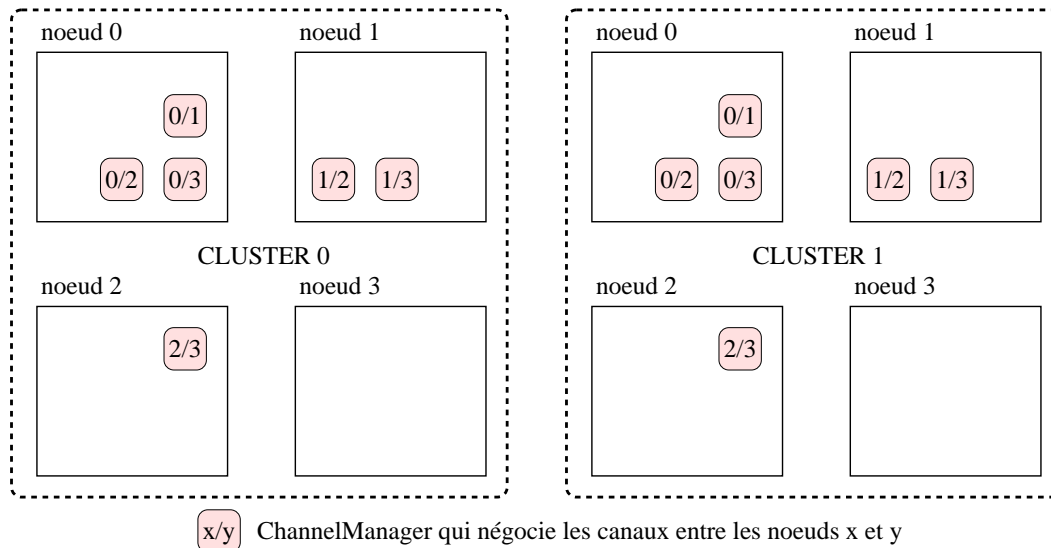 noeud 0
noeud 1
0/1
0/2
0/3
1/2
1/3
CLUSTER 0
noeud 2
noeud 3
2/3
noeud 0
noeud 1
0/1
0/2
0/3
1/2
1/3
CLUSTER 1
noeud 2
noeud 3
2/3
x/y ChannelManager qui négocie les canaux entre les noeuds x et y